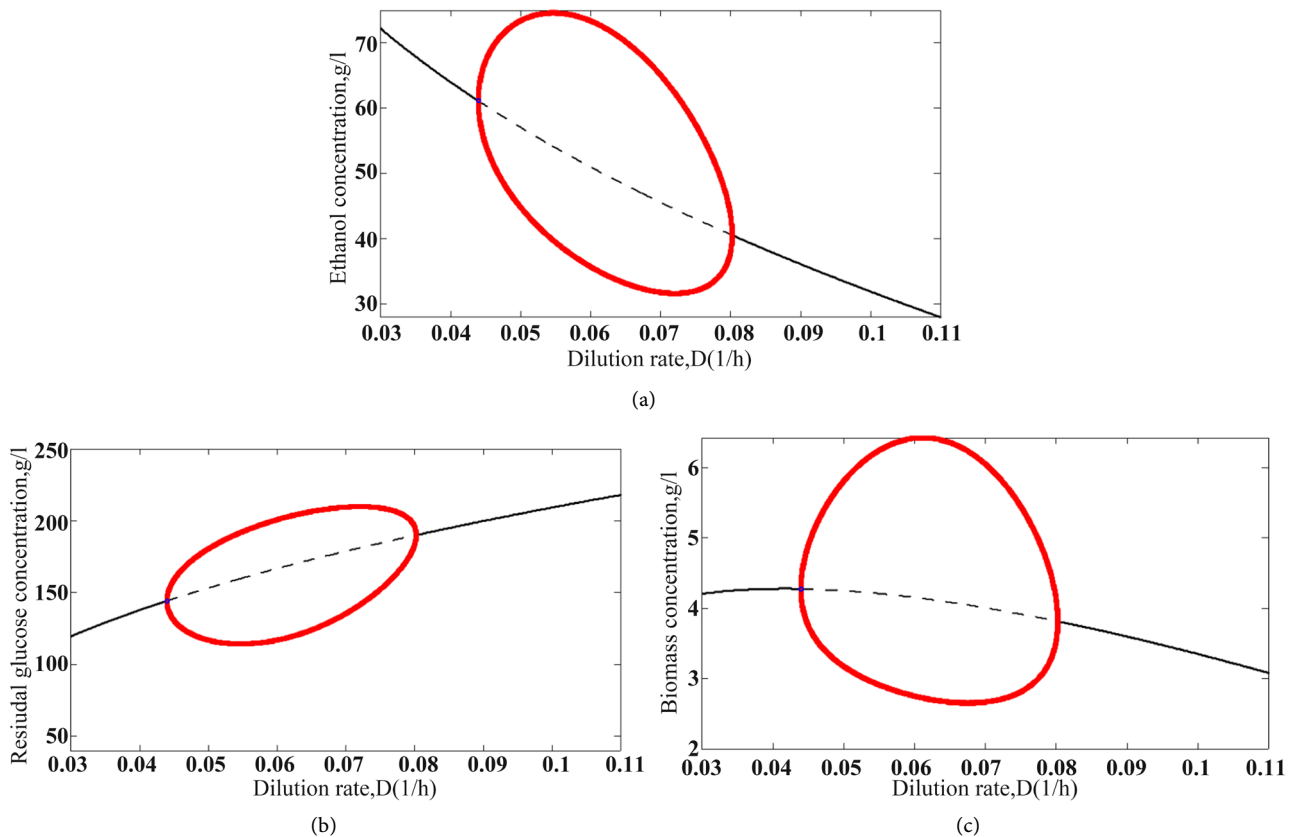 Ethanol concentration,g/l
70
60
50
40
30
0.03 0.04 0.05 0.06 0.07 0.08 0.09 0.1 0.11
Dilution rate,D(1/h)
(a)
Resiudal glucose concentration,g/l
250
200
150
100
50
0.03 0.04 0.05 0.06 0.07 0.08 0.09 0.1 0.11
Dilution rate,D(1/h)
(b)
Biomass concentration,g/l
6
5
4
3
2
0.03 0.04 0.05 0.06 0.07 0.08 0.09 0.1 0.11
Dilution rate,D(1/h)
(c)